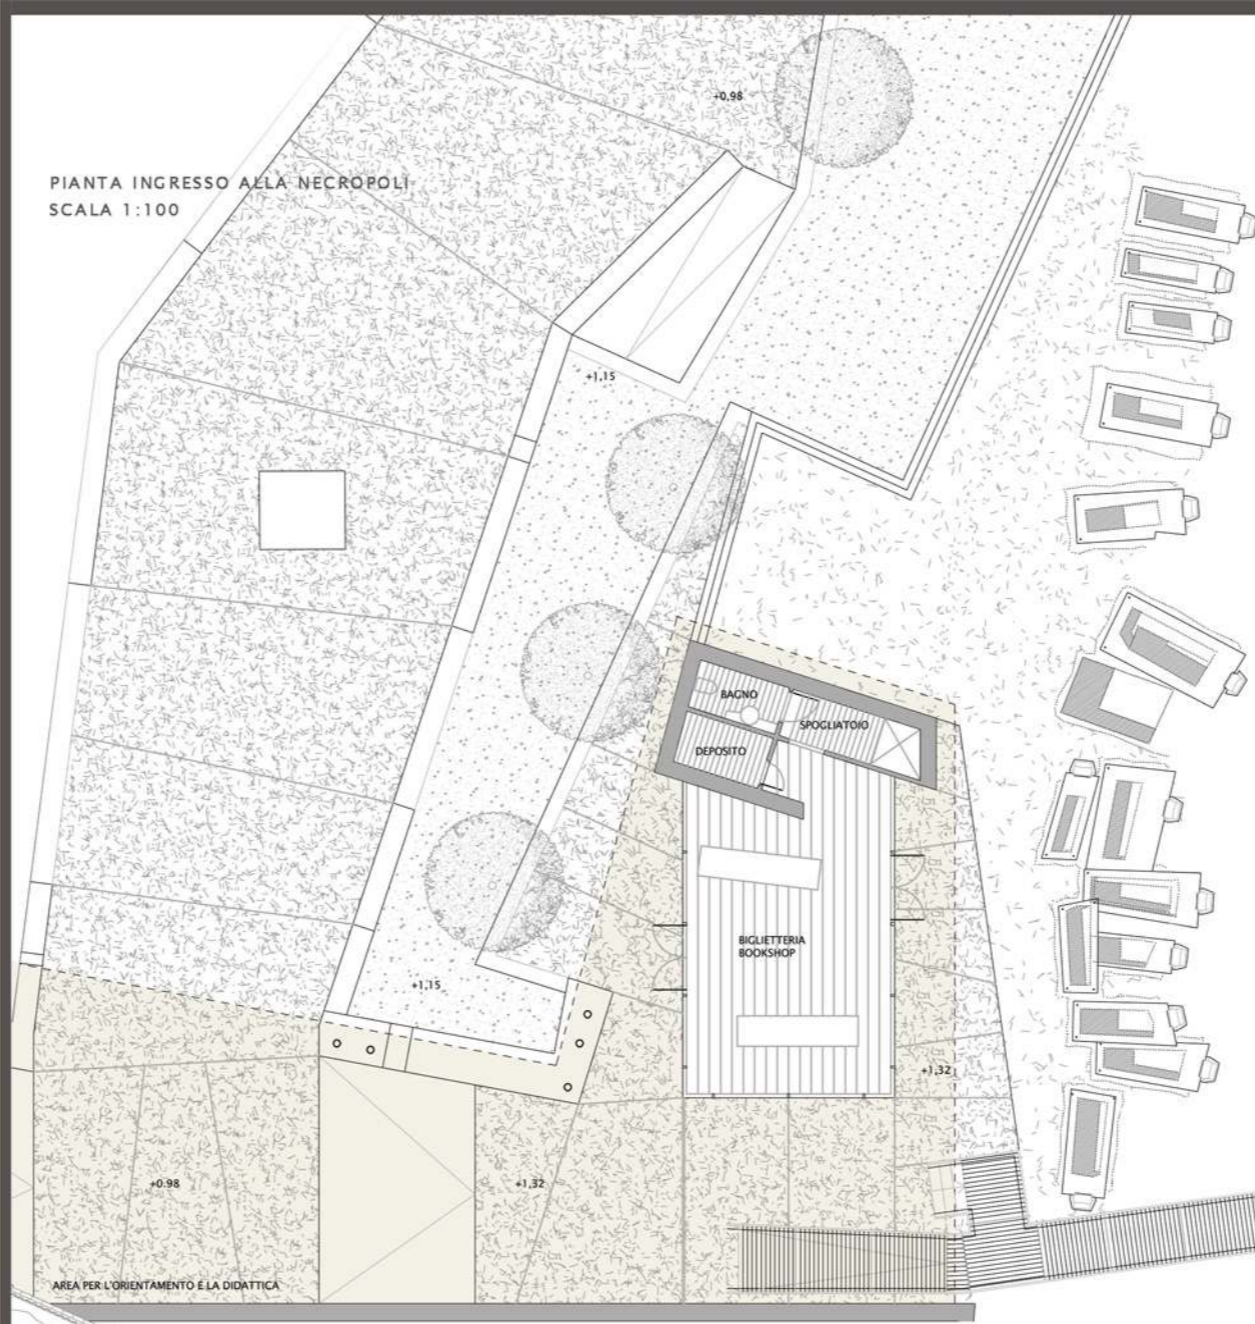 PIANTA INGRESSO ALLA NECROPOLI
SCALA 1:100
+0,98
+1,15
BAGNO
SPOGLIATOIO
DEPOSITO
BIGLIETTERIA
BOOKSHOP
+1,15
+1,32
+0.98
+1,32
AREA PER L'ORIENTAMENTO E LA DIDATTICA